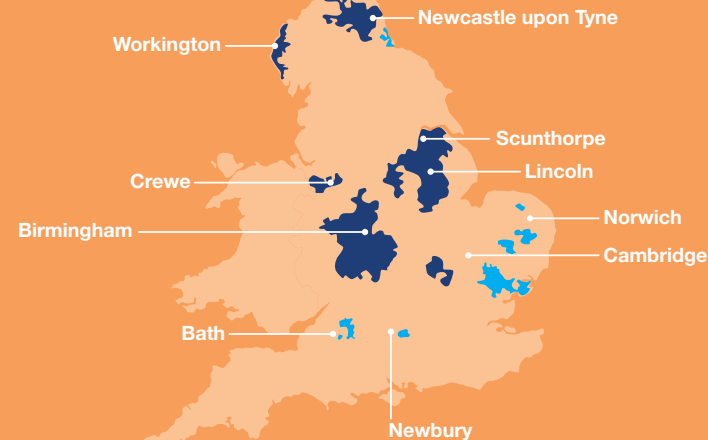 Newcastle upon Tyne
Workington
Scunthorpe
Lincoln
Crewe
Norwich
Birmingham
Cambridge
Bath
Newbury